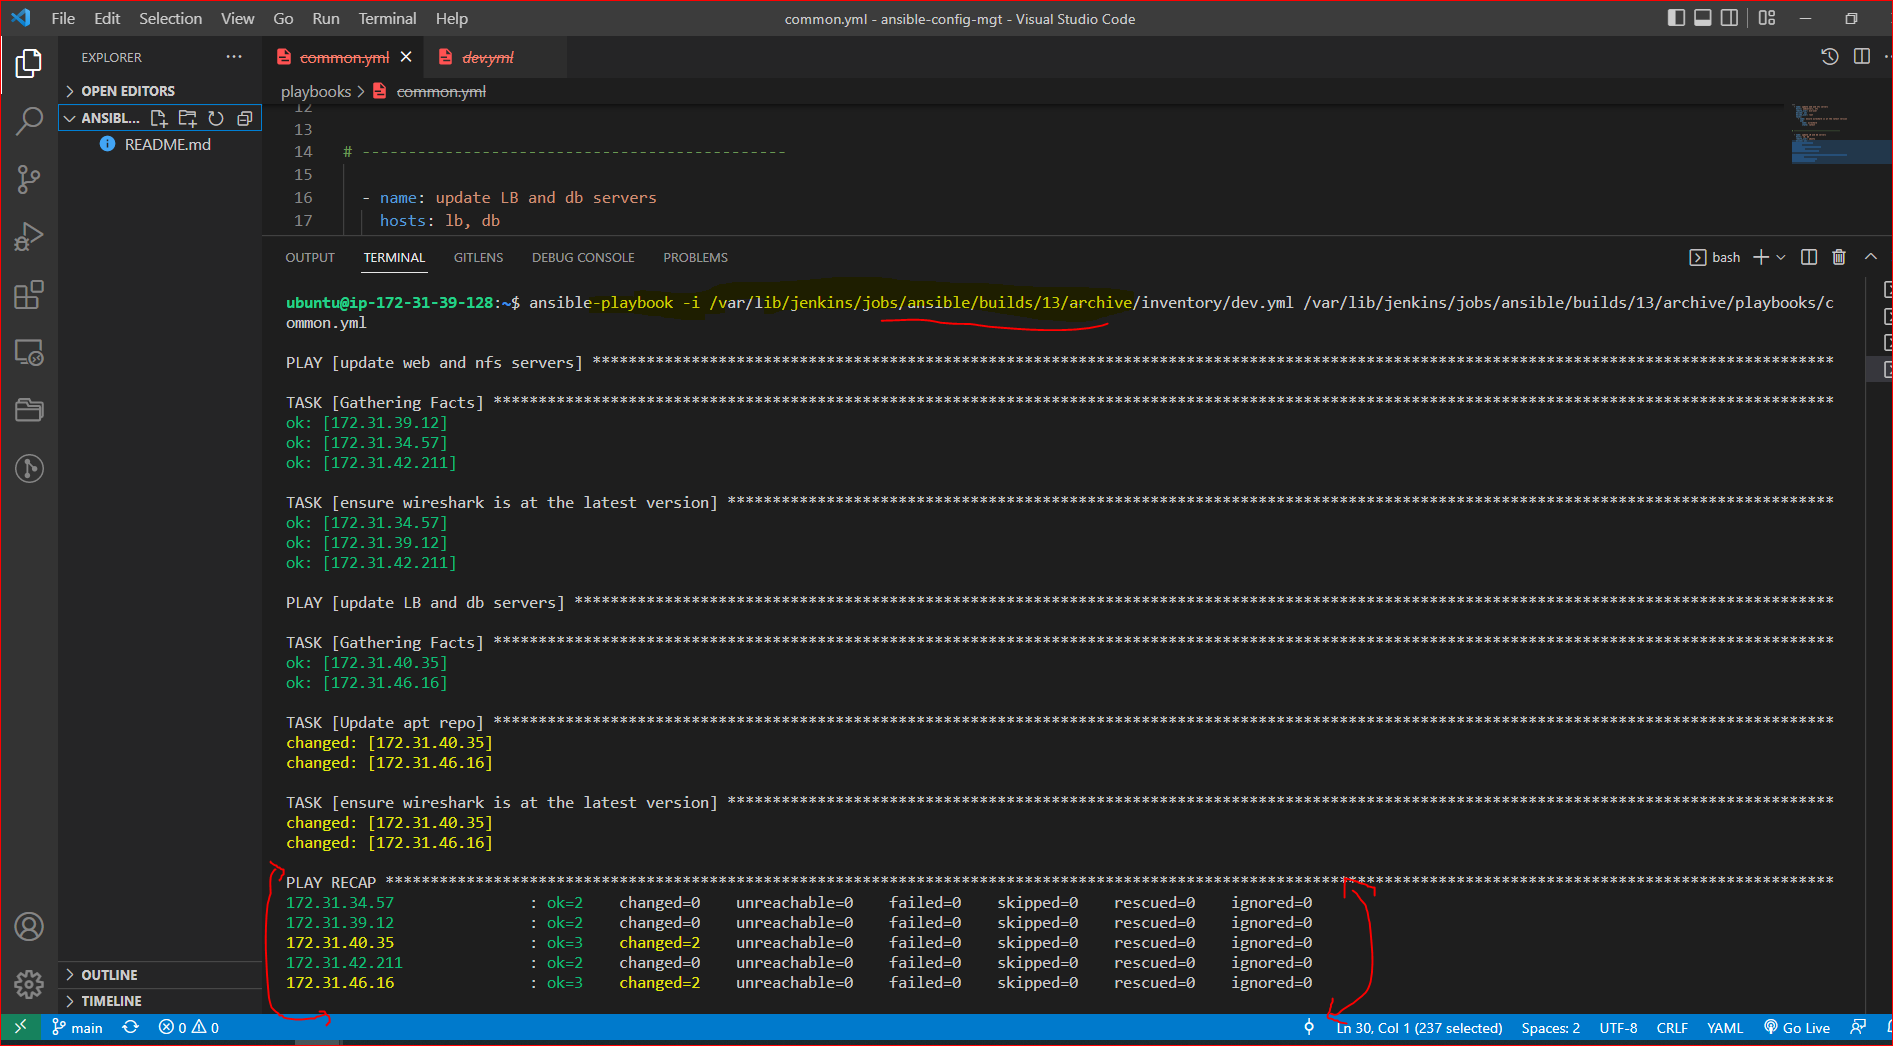 File Edit Selection View Go Run Terminal Help
common.yml - ansible-config-mgt - Visual Studio Code
EXPLORER
OPEN EDITORS
ANSIBL...
README.md
OUTLINE
TIMELINE
common.yml
dev.yml
playbooks > common.yml
12
13
14 # ----------------------------------------------
15
16 - name: update LB and db servers
17 hosts: lb, db
OUTPUT TERMINAL GITLENS DEBUG CONSOLE PROBLEMS
bash
ubuntu@ip-172-31-39-128:~$ ansible-playbook -i /var/lib/jenkins/jobs/ansible/builds/13/archive/inventory/dev.yml /var/lib/jenkins/jobs/ansible/builds/13/archive/playbooks/c
ommon.yml
PLAY [update web and nfs servers] ******************************************************************************************************************************************
TASK [Gathering Facts] *****************************************************************************************************************************************************
ok: [172.31.39.12]
ok: [172.31.34.57]
ok: [172.31.42.211]
TASK [ensure wireshark is at the latest version] ***************************************************************************************************************************
ok: [172.31.34.57]
ok: [172.31.39.12]
ok: [172.31.42.211]
PLAY [update LB and db servers] ********************************************************************************************************************************************
TASK [Gathering Facts] *****************************************************************************************************************************************************
ok: [172.31.40.35]
ok: [172.31.46.16]
TASK [Update apt repo] *****************************************************************************************************************************************************
changed: [172.31.40.35]
changed: [172.31.46.16]
TASK [ensure wireshark is at the latest version] ***************************************************************************************************************************
changed: [172.31.40.35]
changed: [172.31.46.16]
PLAY RECAP *****************************************************************************************************************************************************************
172.31.34.57 : ok=2 changed=0 unreachable=0 failed=0 skipped=0 rescued=0 ignored=0
172.31.39.12 : ok=2 changed=0 unreachable=0 failed=0 skipped=0 rescued=0 ignored=0
172.31.40.35 : ok=3 changed=2 unreachable=0 failed=0 skipped=0 rescued=0 ignored=0
172.31.42.211 : ok=2 changed=0 unreachable=0 failed=0 skipped=0 rescued=0 ignored=0
172.31.46.16 : ok=3 changed=2 unreachable=0 failed=0 skipped=0 rescued=0 ignored=0
main 0 0 Ln 30, Col 1 (237 selected) Spaces: 2 UTF-8 CRLF YAML Go Live